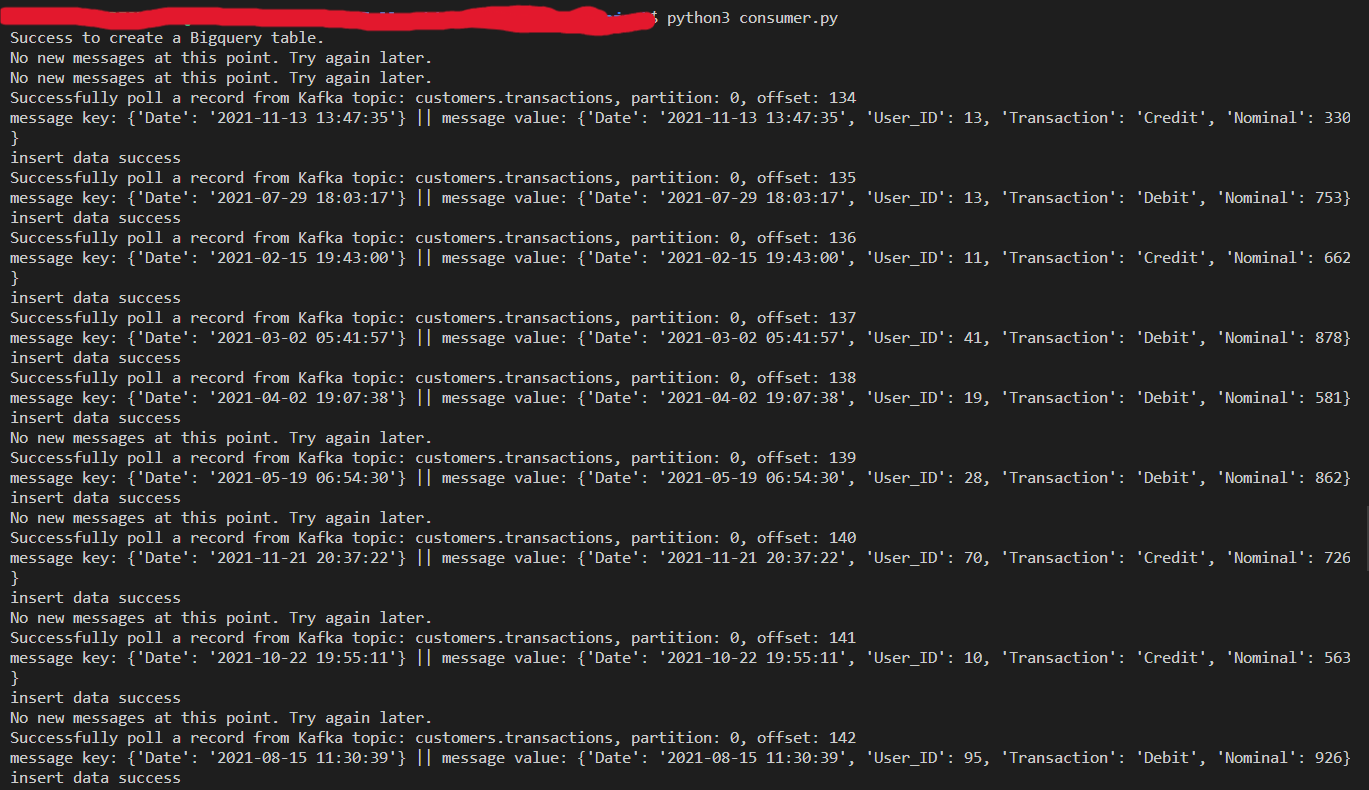 $ python3 consumer.py
Success to create a Bigquery table.
No new messages at this point. Try again later.
No new messages at this point. Try again later.
Successfully poll a record from Kafka topic: customers.transactions, partition: 0, offset: 134
message key: {'Date': '2021-11-13 13:47:35'} || message value: {'Date': '2021-11-13 13:47:35', 'User_ID': 13, 'Transaction': 'Credit', 'Nominal': 330
}
insert data success
Successfully poll a record from Kafka topic: customers.transactions, partition: 0, offset: 135
message key: {'Date': '2021-07-29 18:03:17'} || message value: {'Date': '2021-07-29 18:03:17', 'User_ID': 13, 'Transaction': 'Debit', 'Nominal': 753}
insert data success
Successfully poll a record from Kafka topic: customers.transactions, partition: 0, offset: 136
message key: {'Date': '2021-02-15 19:43:00'} || message value: {'Date': '2021-02-15 19:43:00', 'User_ID': 11, 'Transaction': 'Credit', 'Nominal': 662
}
insert data success
Successfully poll a record from Kafka topic: customers.transactions, partition: 0, offset: 137
message key: {'Date': '2021-03-02 05:41:57'} || message value: {'Date': '2021-03-02 05:41:57', 'User_ID': 41, 'Transaction': 'Debit', 'Nominal': 878}
insert data success
Successfully poll a record from Kafka topic: customers.transactions, partition: 0, offset: 138
message key: {'Date': '2021-04-02 19:07:38'} || message value: {'Date': '2021-04-02 19:07:38', 'User_ID': 19, 'Transaction': 'Debit', 'Nominal': 581}
insert data success
No new messages at this point. Try again later.
Successfully poll a record from Kafka topic: customers.transactions, partition: 0, offset: 139
message key: {'Date': '2021-05-19 06:54:30'} || message value: {'Date': '2021-05-19 06:54:30', 'User_ID': 28, 'Transaction': 'Debit', 'Nominal': 862}
insert data success
No new messages at this point. Try again later.
Successfully poll a record from Kafka topic: customers.transactions, partition: 0, offset: 140
message key: {'Date': '2021-11-21 20:37:22'} || message value: {'Date': '2021-11-21 20:37:22', 'User_ID': 70, 'Transaction': 'Credit', 'Nominal': 726
}
insert data success
No new messages at this point. Try again later.
Successfully poll a record from Kafka topic: customers.transactions, partition: 0, offset: 141
message key: {'Date': '2021-10-22 19:55:11'} || message value: {'Date': '2021-10-22 19:55:11', 'User_ID': 10, 'Transaction': 'Credit', 'Nominal': 563
}
insert data success
No new messages at this point. Try again later.
Successfully poll a record from Kafka topic: customers.transactions, partition: 0, offset: 142
message key: {'Date': '2021-08-15 11:30:39'} || message value: {'Date': '2021-08-15 11:30:39', 'User_ID': 95, 'Transaction': 'Debit', 'Nominal': 926}
insert data success